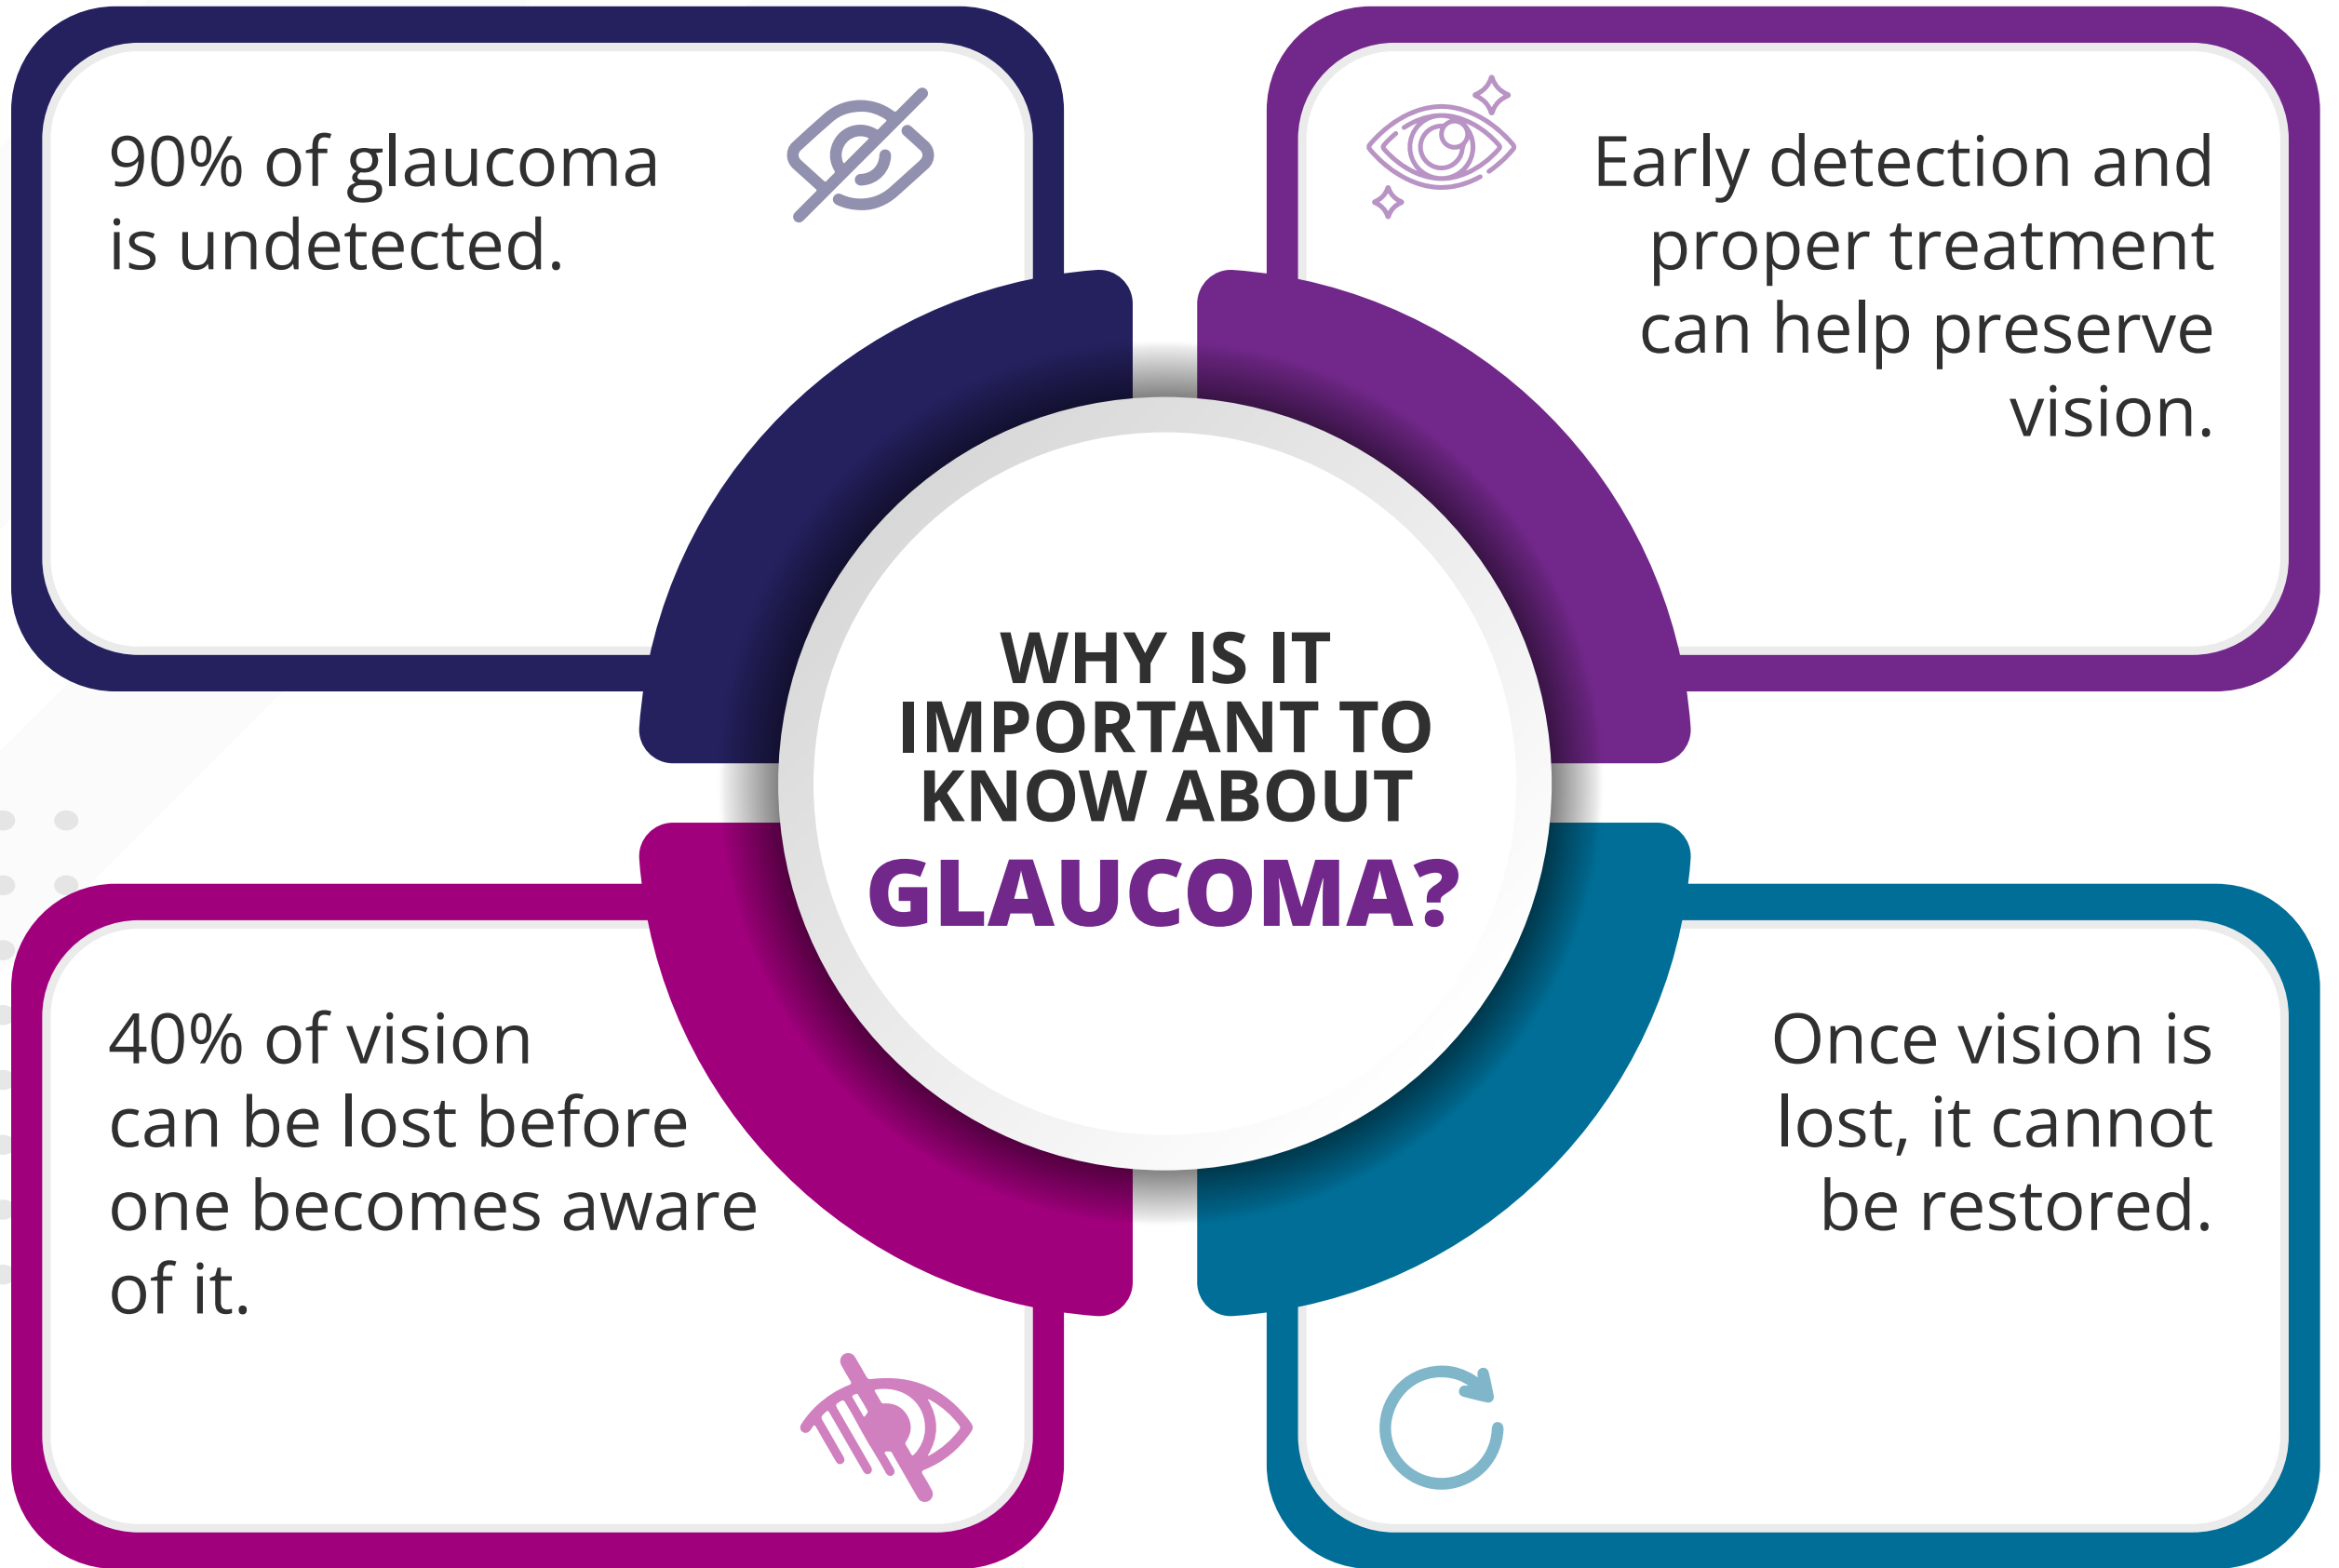 90% of glaucoma
is undetected.
Early detection and
proper treatment
can help preserve
vision.
WHY IS IT
IMPORTANT TO
KNOW ABOUT
GLAUCOMA?
40% of vision
can be lost before
one becomes aware
of it.
Once vision is
lost, it cannot
be restored.